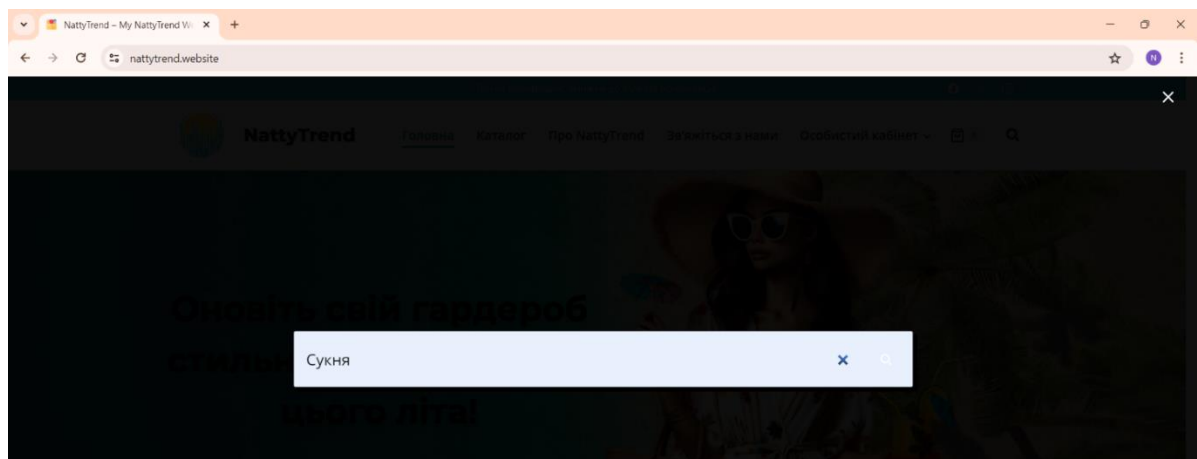 NattyTrend – My NattyTrend W
nattytrend.website
N
NattyTrend Головна Каталог Про NattyTrend Зв'яжіться з нами Особистий кабінет
Оновіть свій гардероб
стильн
Сукня
цього літа!